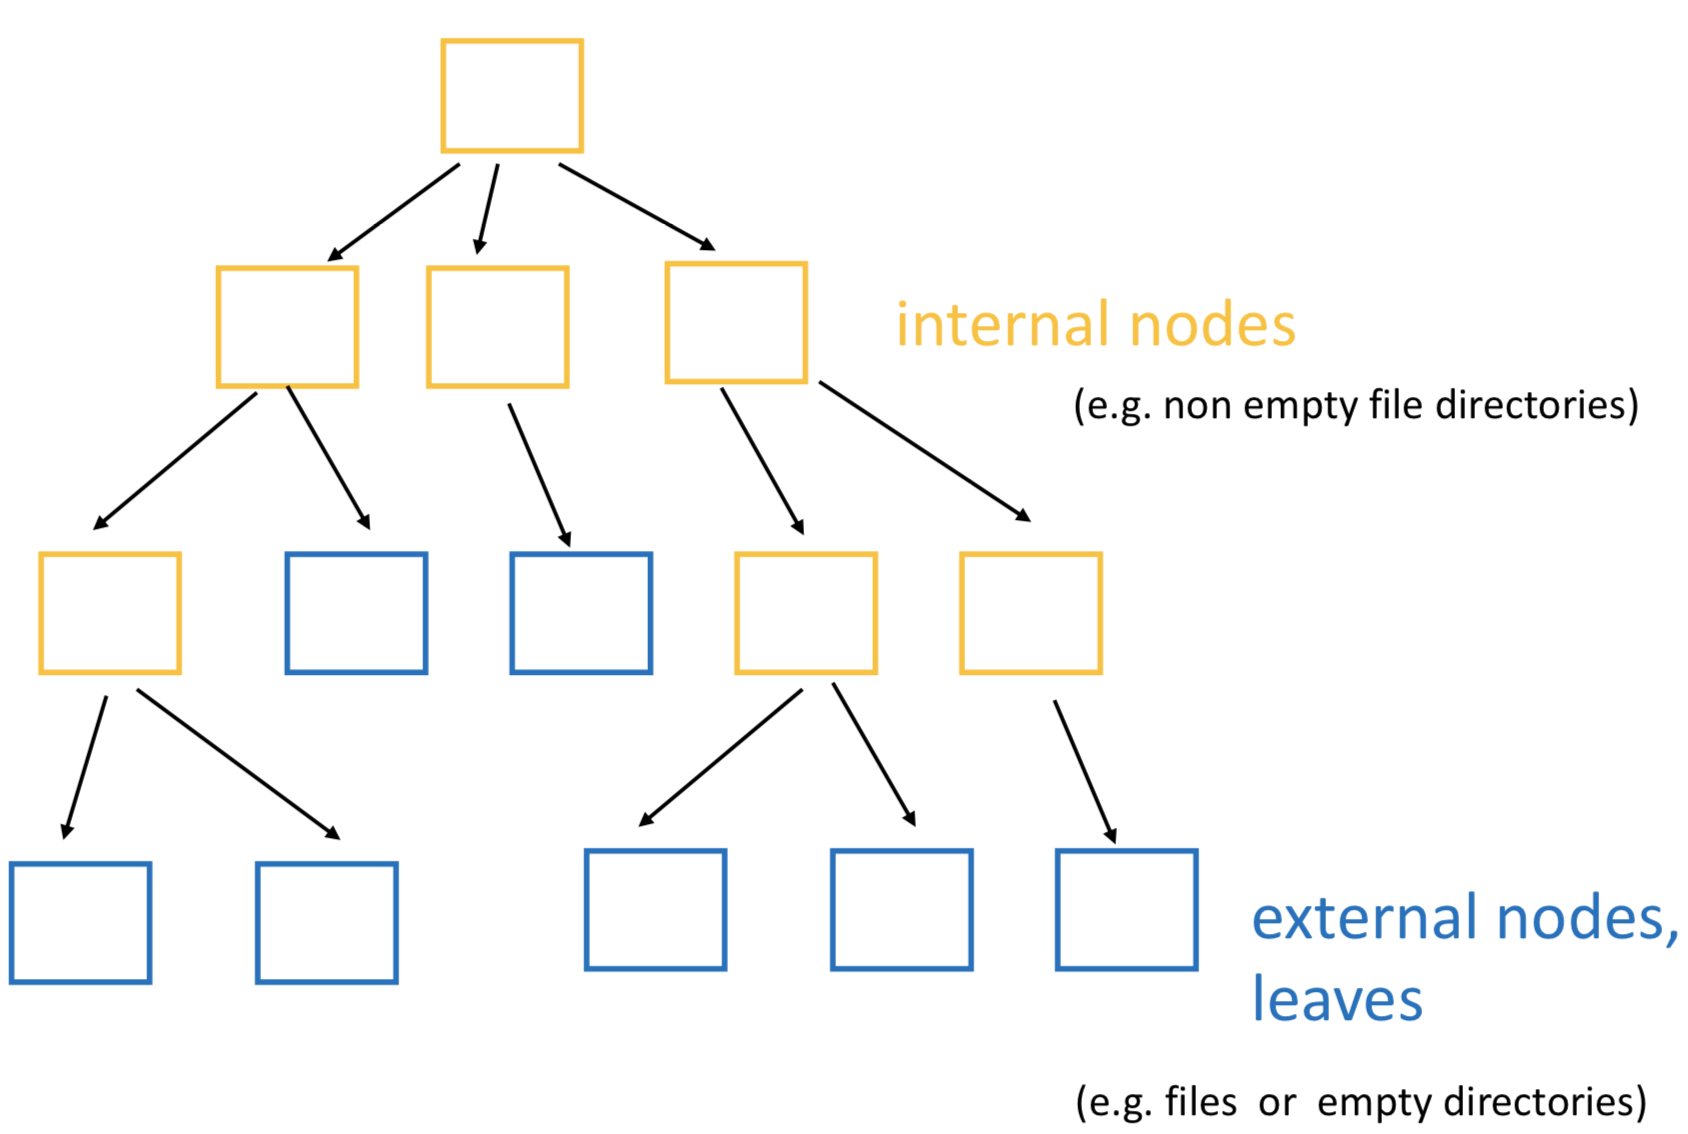 internal nodes
(e.g. non empty file directories)
external nodes,
leaves
(e.g. files  or  empty directories)